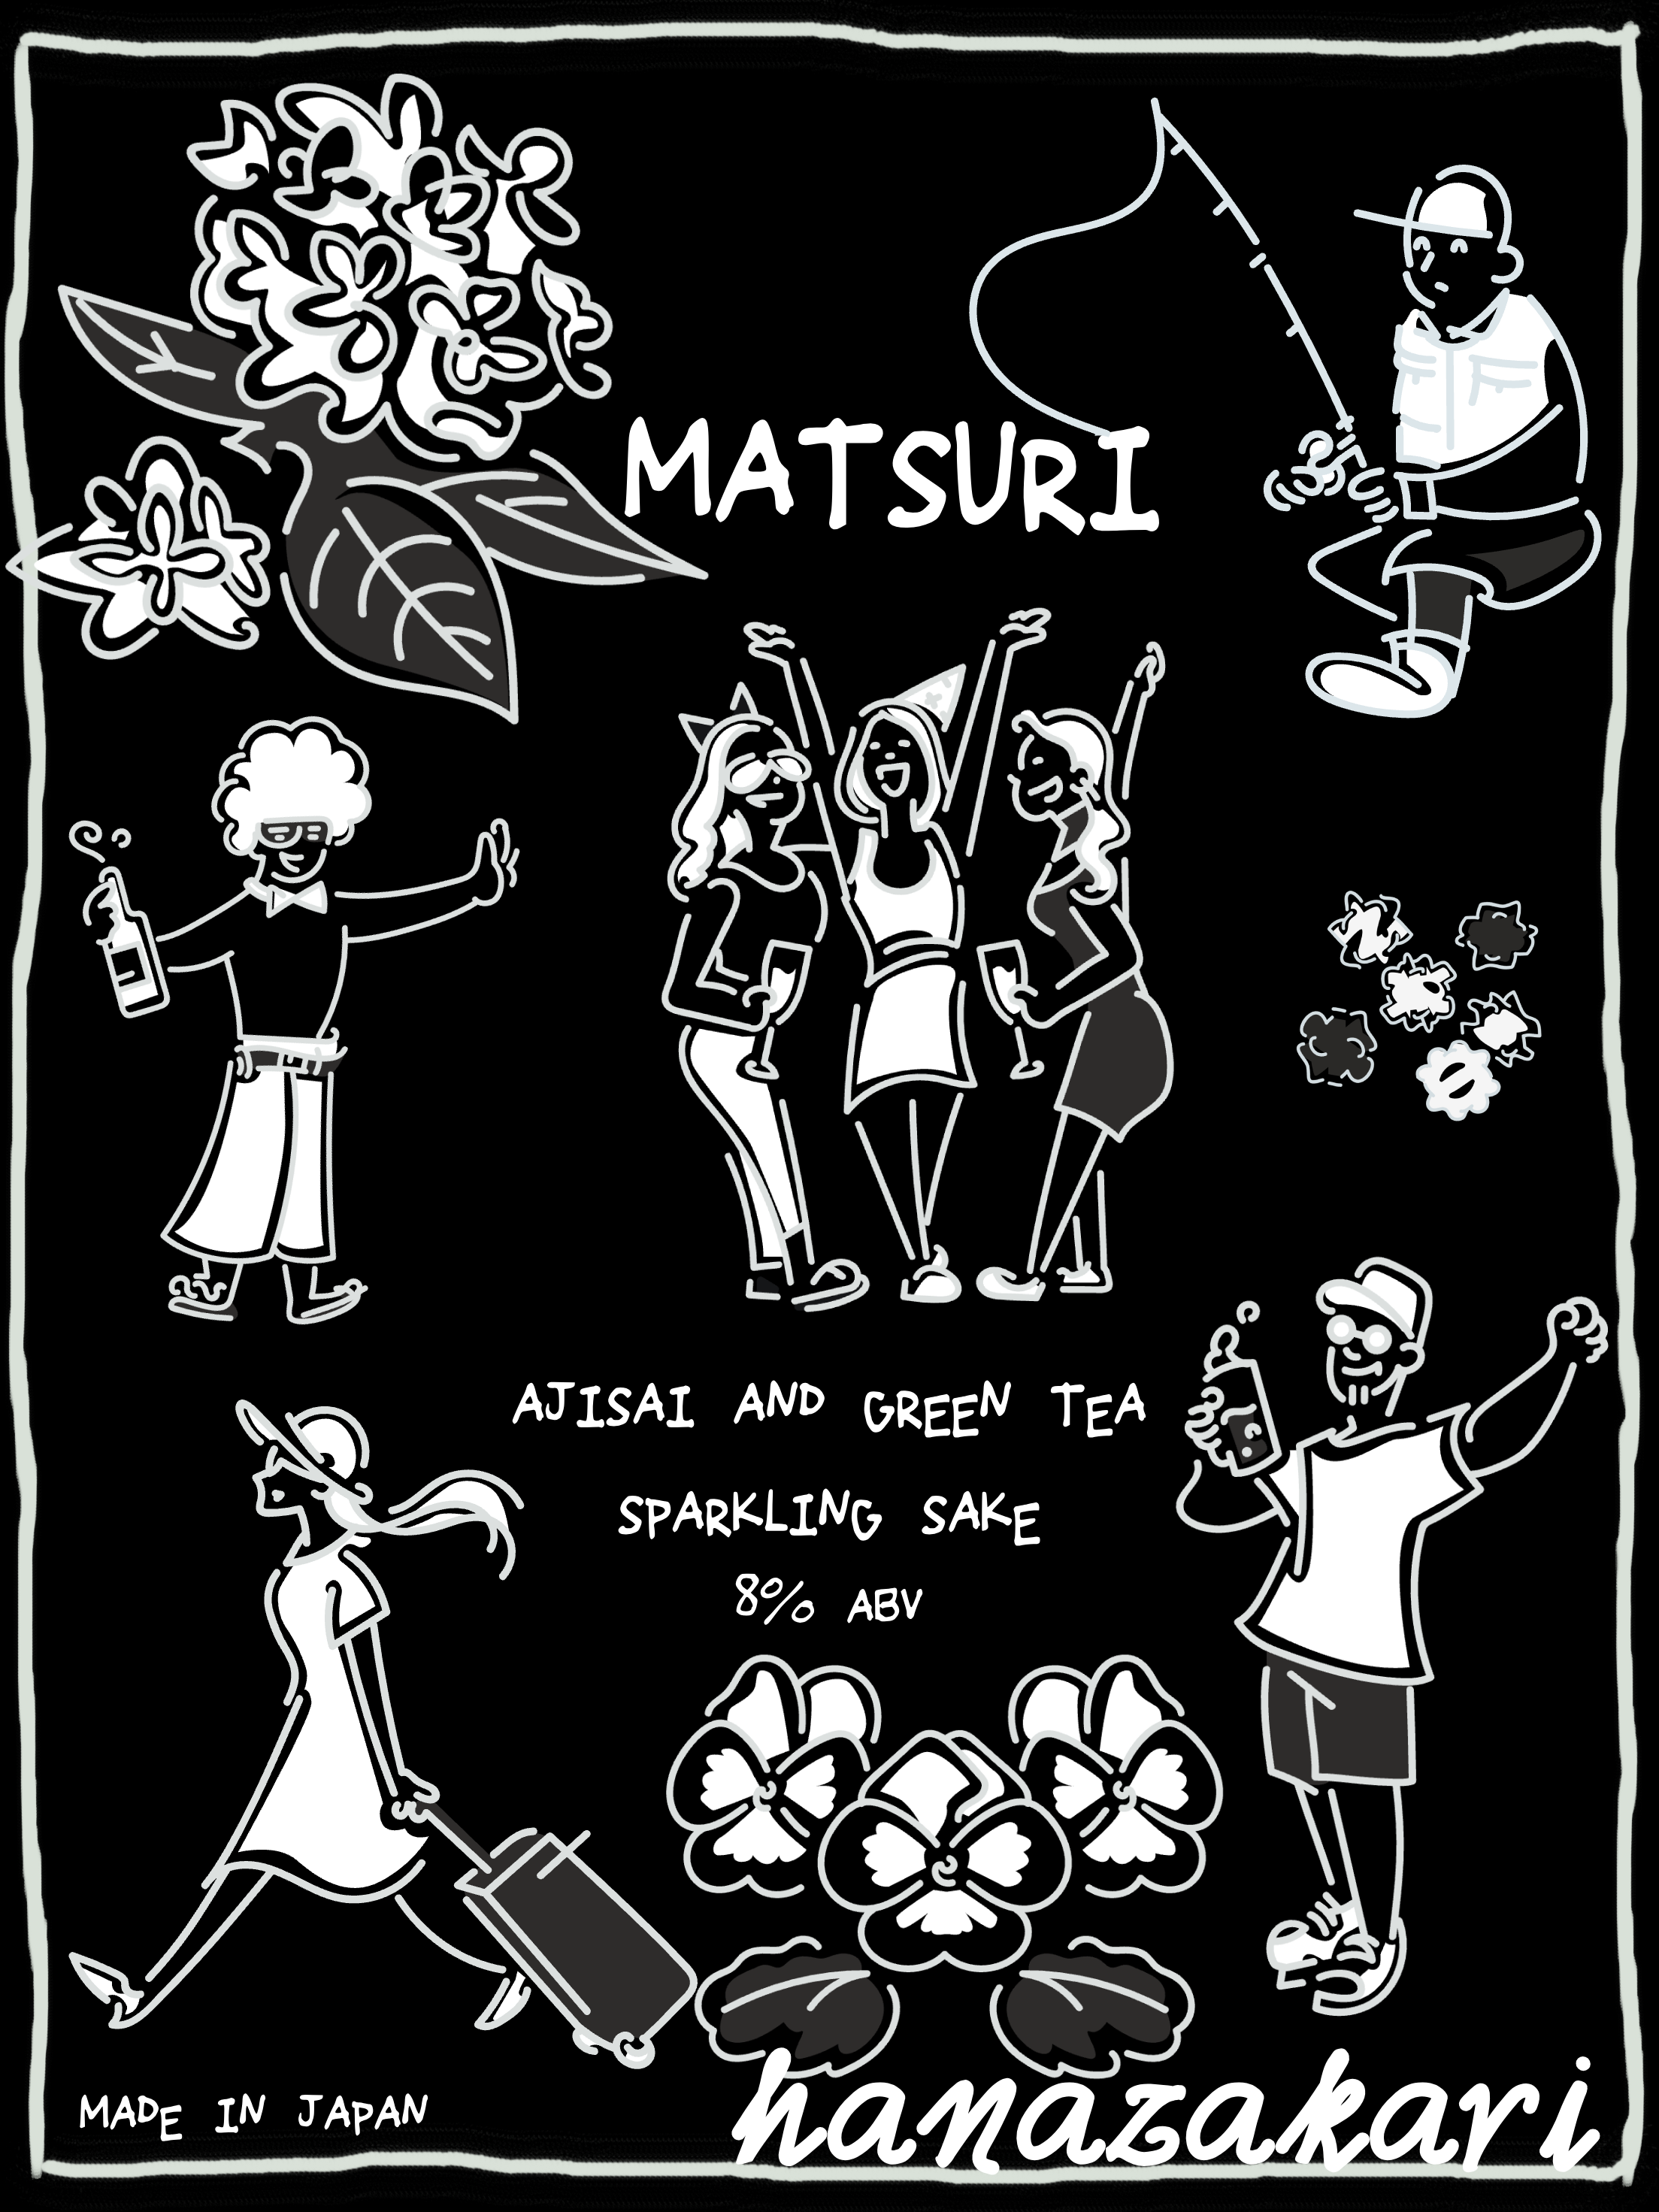 MATSURI
AJISAI AND GREEN TEA
SPARKLING SAKE
8% ABV
MADE IN JAPAN
hanazakari